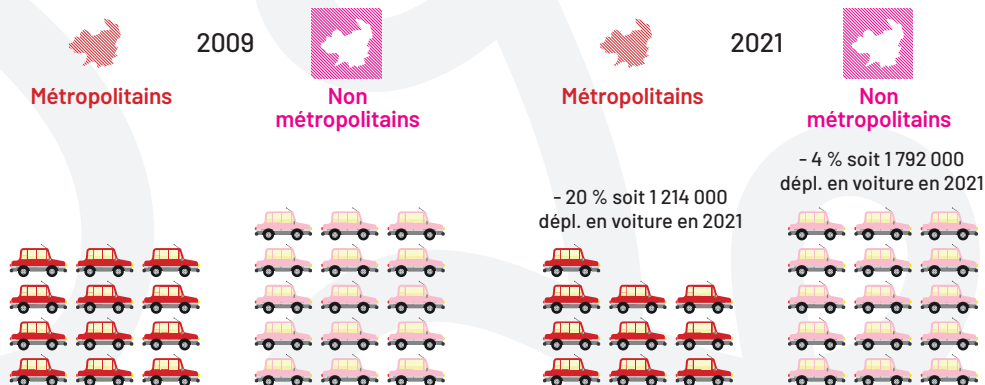 2009
Métropolitains
Non
métropolitains
2021
Métropolitains
Non
métropolitains
- 20 % soit 1 214 000
dépl. en voiture en 2021
- 4 % soit 1 792 000
dépl. en voiture en 2021